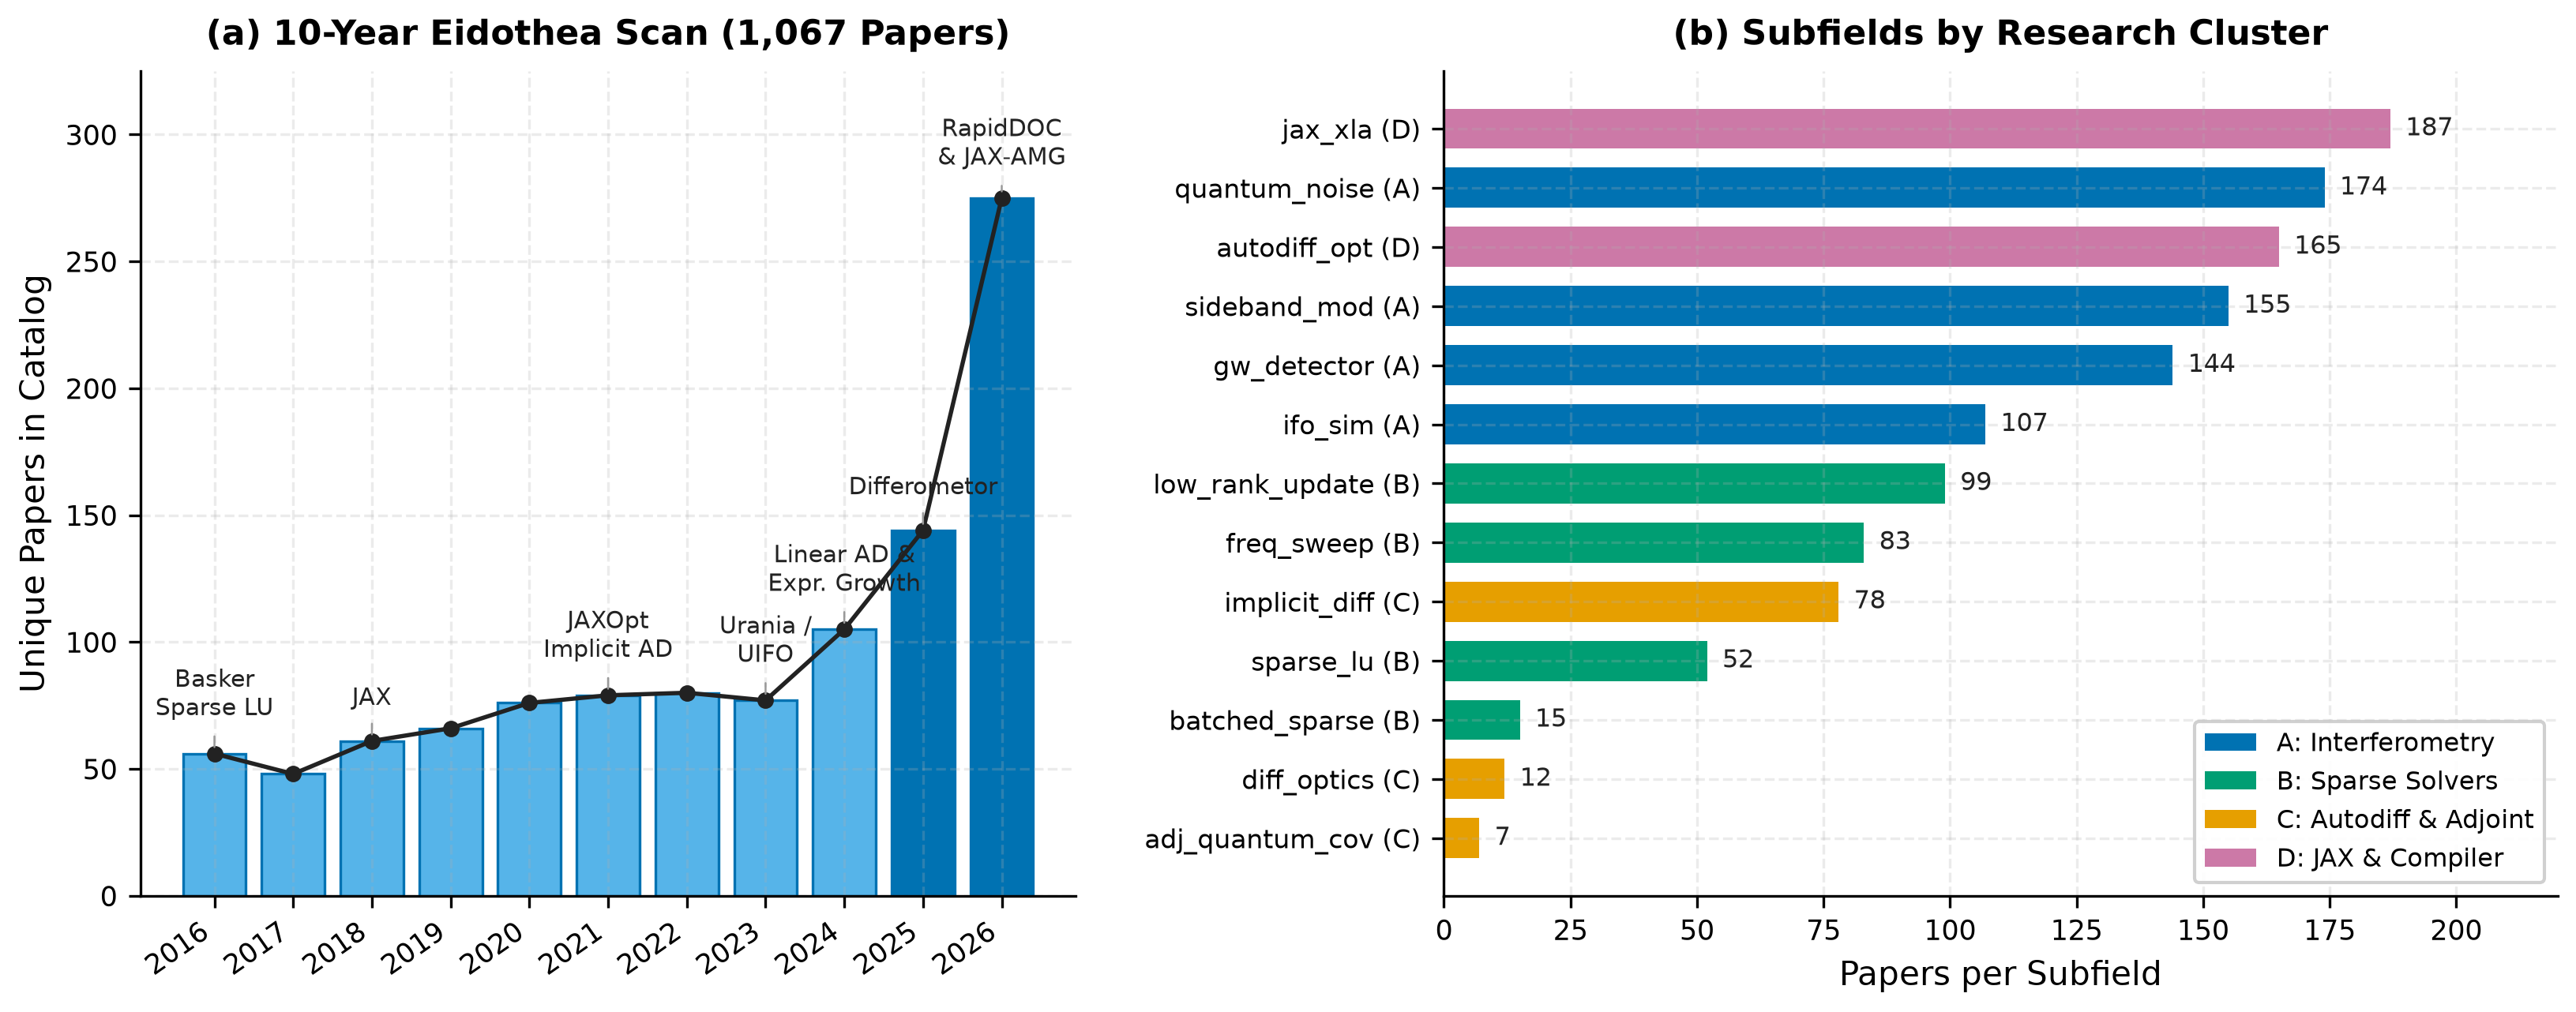 (a) 10-Year Eidothea Scan (1,067 Papers)
Unique Papers in Catalog
300
250
200
150
100
50
0
RapidDOC
& JAX-AMG
Differometor
Linear AD &
Expr. Growth
Urania /
UIFO
JAXOpt
Implicit AD
JAX
Basker
Sparse LU
2016
2017
2018
2019
2020
2021
2022
2023
2024
2025
2026
(b) Subfields by Research Cluster
jax_xla (D) 187
quantum_noise (A) 174
autodiff_opt (D) 165
sideband_mod (A) 155
gw_detector (A) 144
ifo_sim (A) 107
low_rank_update (B) 99
freq_sweep (B) 83
implicit_diff (C) 78
sparse_lu (B) 52
batched_sparse (B) 15
diff_optics (C) 12
adj_quantum_cov (C) 7
A: Interferometry
B: Sparse Solvers
C: Autodiff & Adjoint
D: JAX & Compiler
0 25 50 75 100 125 150 175 200
Papers per Subfield